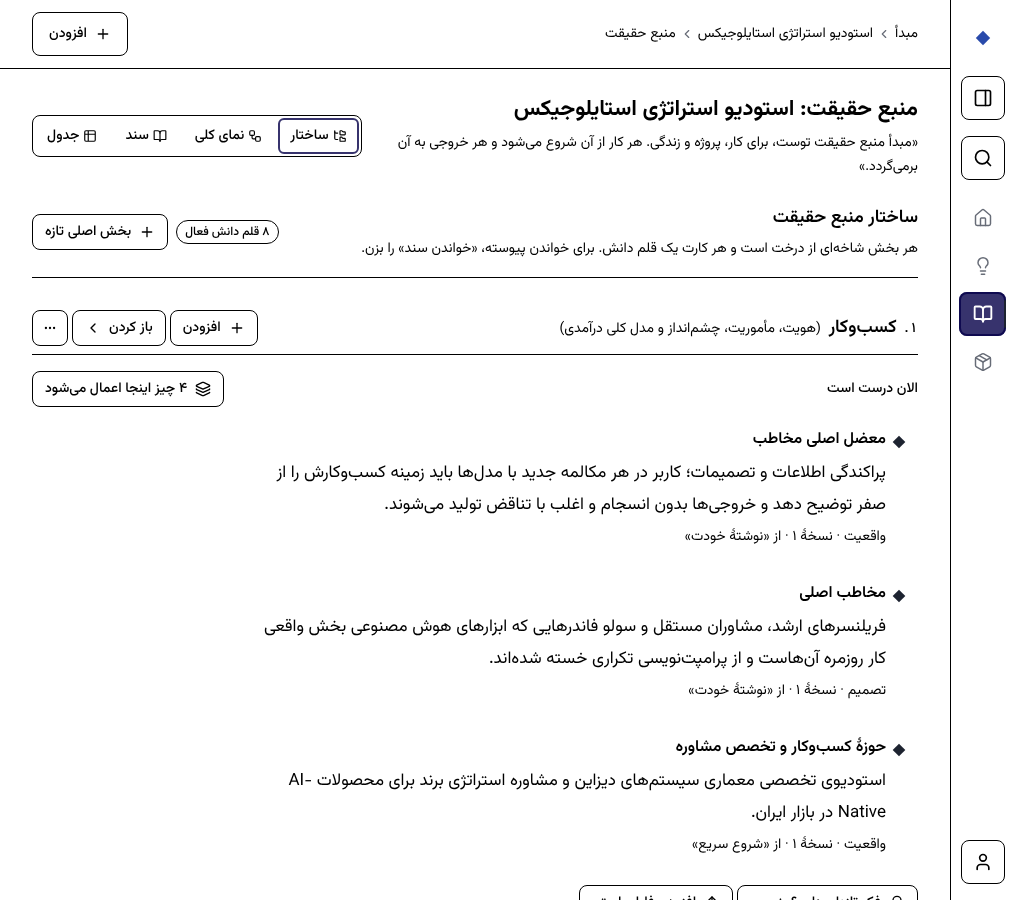 مبدأ › استودیو استراتژی استایلوجیکس › منبع حقیقت
افزودن
منبع حقیقت: استودیو استراتژی استایلوجیکس
«مبدأ منبع حقیقت توست، برای کار، پروژه و زندگی. هر کار از آن شروع می‌شود و هر خروجی به آن
برمی‌گردد.»
ساختار
نمای کلی
سند
جدول
ساختار منبع حقیقت
هر بخش شاخه‌ای از درخت است و هر کارت یک قلم دانش. برای خواندن پیوسته، «خواندن سند» را بزن.
۸ قلم دانش فعال
بخش اصلی تازه
۱. کسب‌وکار (هویت، مأموریت، چشم‌انداز و مدل کلی درآمدی)
افزودن
باز کردن
الان درست است
۴ چیز اینجا اعمال می‌شود
معضل اصلی مخاطب
پراکندگی اطلاعات و تصمیمات؛ کاربر در هر مکالمه جدید با مدل‌ها باید زمینه کسب‌وکارش را از
صفر توضیح دهد و خروجی‌ها بدون انسجام و اغلب با تناقض تولید می‌شوند.
واقعیت · نسخهٔ ۱ · از «نوشتهٔ خودت»
مخاطب اصلی
فریلنسرهای ارشد، مشاوران مستقل و سولو فاندرهایی که ابزارهای هوش مصنوعی بخش واقعی
کار روزمره آن‌هاست و از پرامپت‌نویسی تکراری خسته شده‌اند.
تصمیم · نسخهٔ ۱ · از «نوشتهٔ خودت»
حوزهٔ کسب‌وکار و تخصص مشاوره
استودیوی تخصصی معماری سیستم‌های دیزاین و مشاوره استراتژی برند برای محصولات AI-
Native در بازار ایران.
واقعیت · نسخهٔ ۱ · از «شروع سریع»